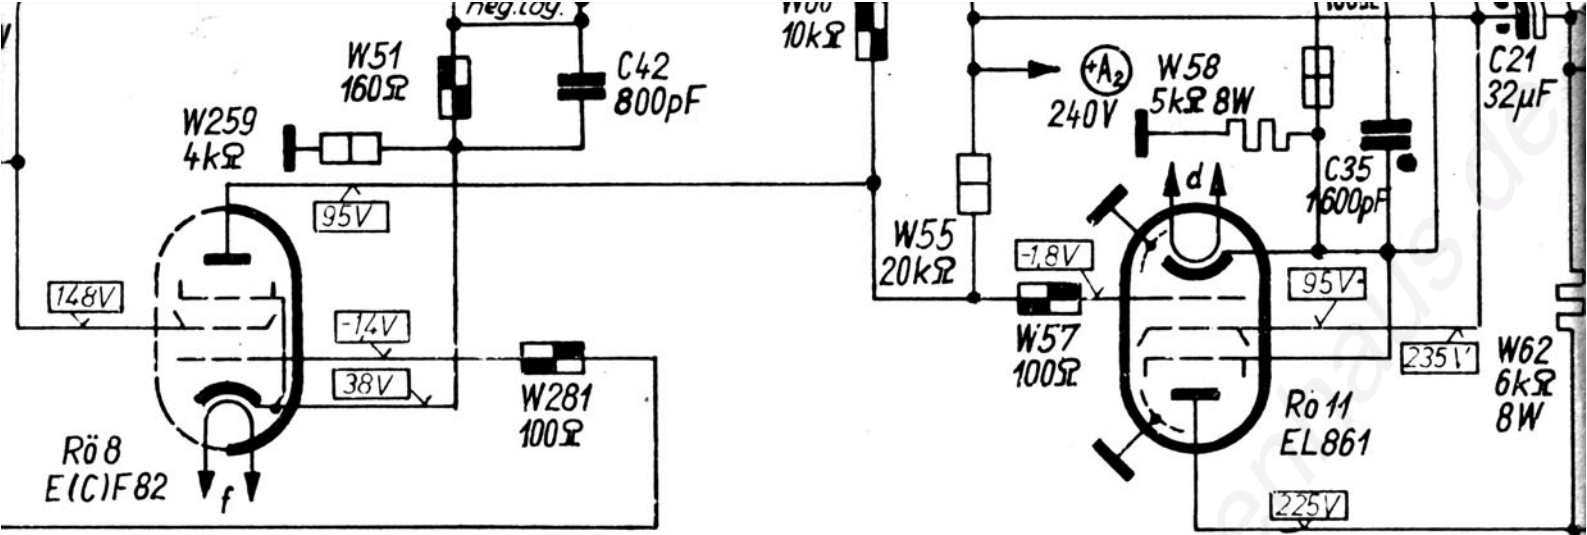 Neg.Log.
W51
160Ω
C42
800pF
10kΩ
+A₂
240V
W58
5kΩ 8W
C21
32µF
W259
4kΩ
C35
1600pF
d
95V
W55
20kΩ
-1,8V
95V
148V
-1,4V
38V
W57
100Ω
235V
W62
6kΩ
8W
W281
100Ω
Rö 11
EL861
Rö 8
E(C)F82
f
225V